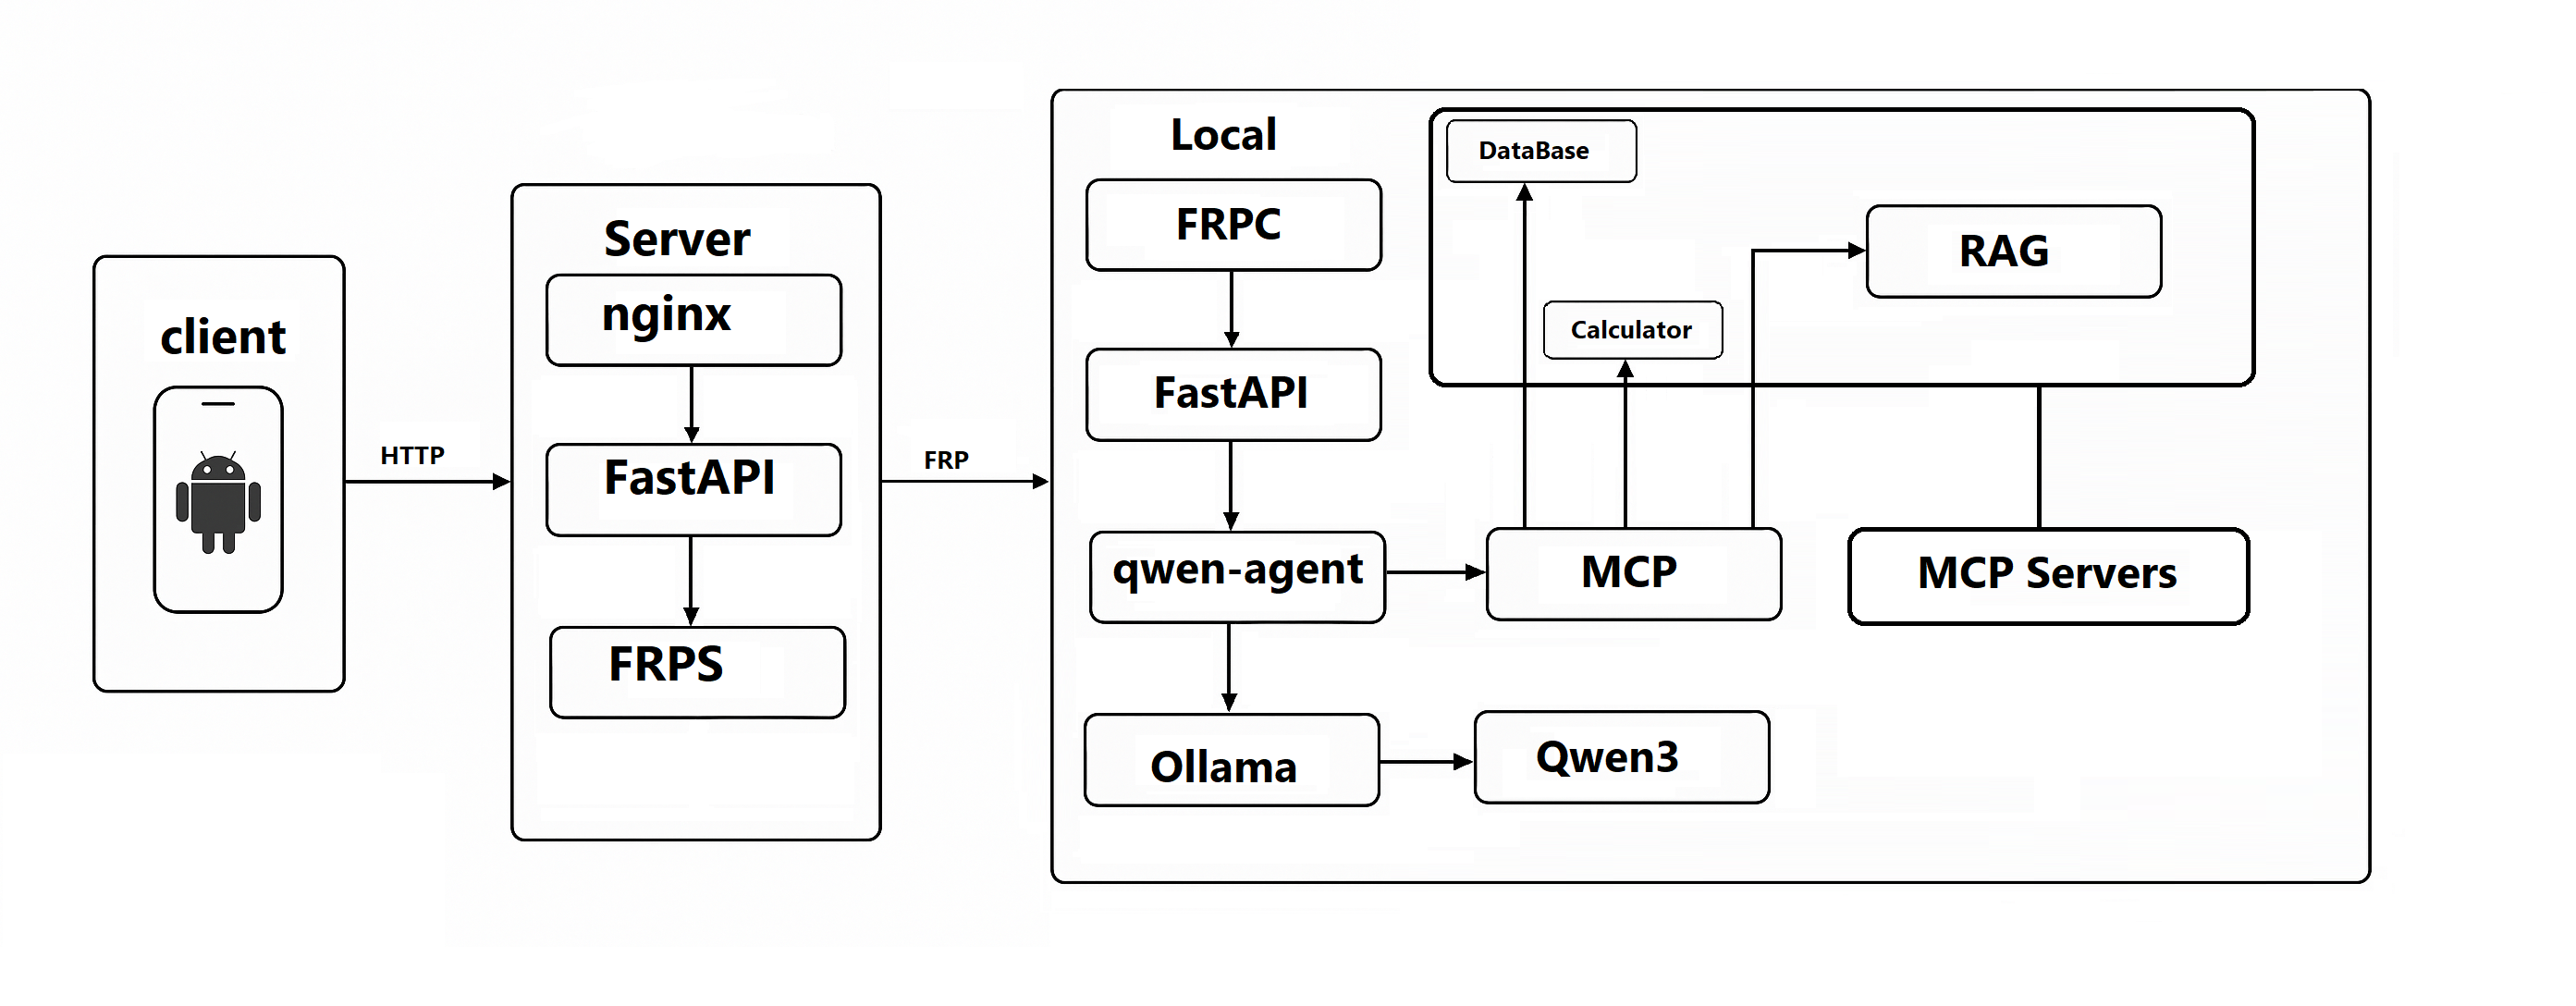 client
HTTP
Server
nginx
FastAPI
FRPS
FRP
Local
FRPC
FastAPI
qwen-agent
Ollama
DataBase
Calculator
RAG
MCP
MCP Servers
Qwen3